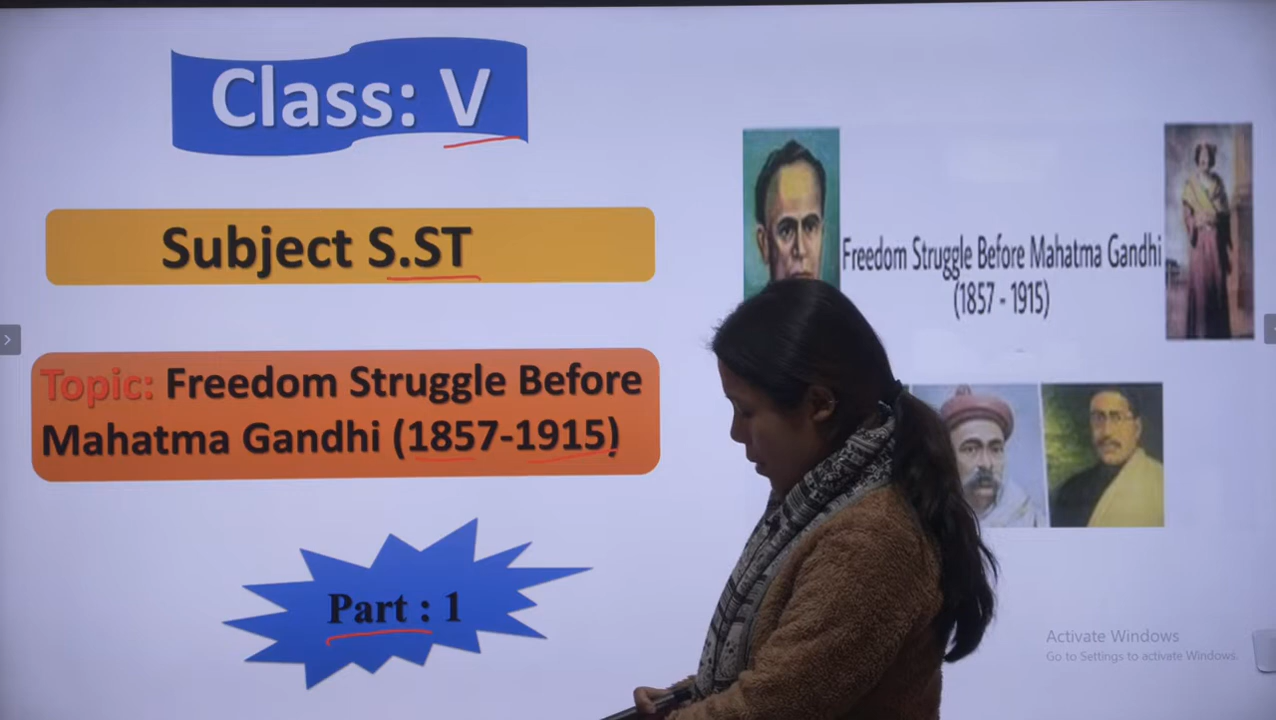 Class: V
Subject S.ST
Topic: Freedom Struggle Before
Mahatma Gandhi (1857-1915)
Part : 1
Freedom Struggle Before Mahatma Gandhi
(1857 - 1915)
Activate Windows
Go to Settings to activate Windows.